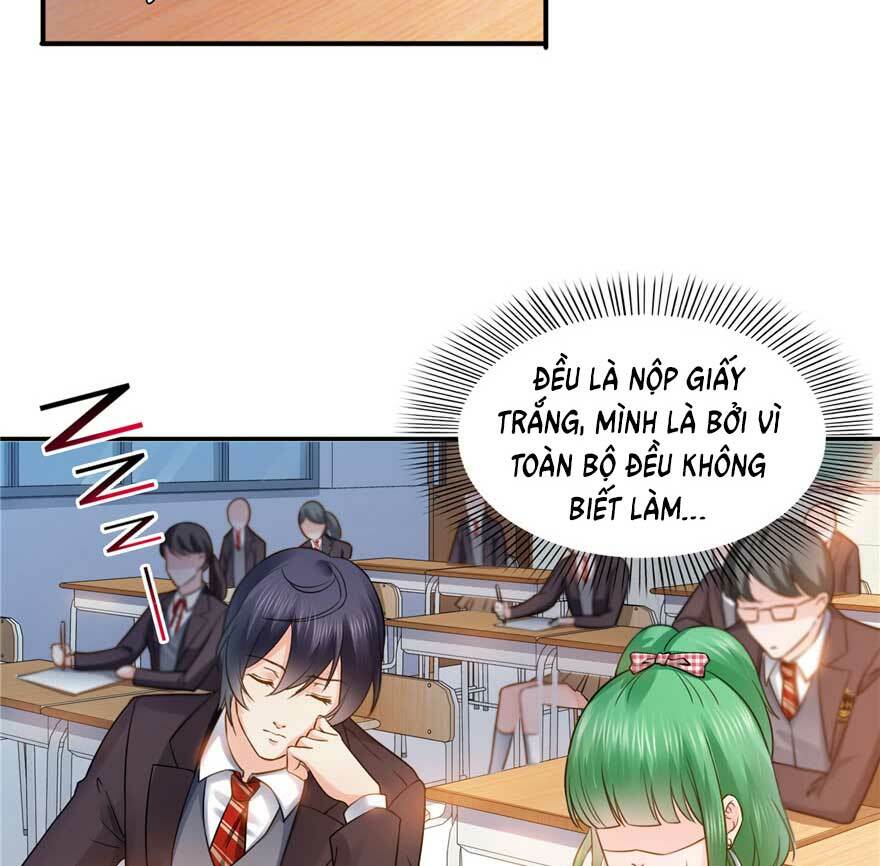 ĐỀU LÀ NỘP GIẤY
TRẮNG, MÌNH LÀ BỞI VÌ
TOÀN BỘ ĐỀU KHÔNG
BIẾT LÀM...
Z
Z
Z
!